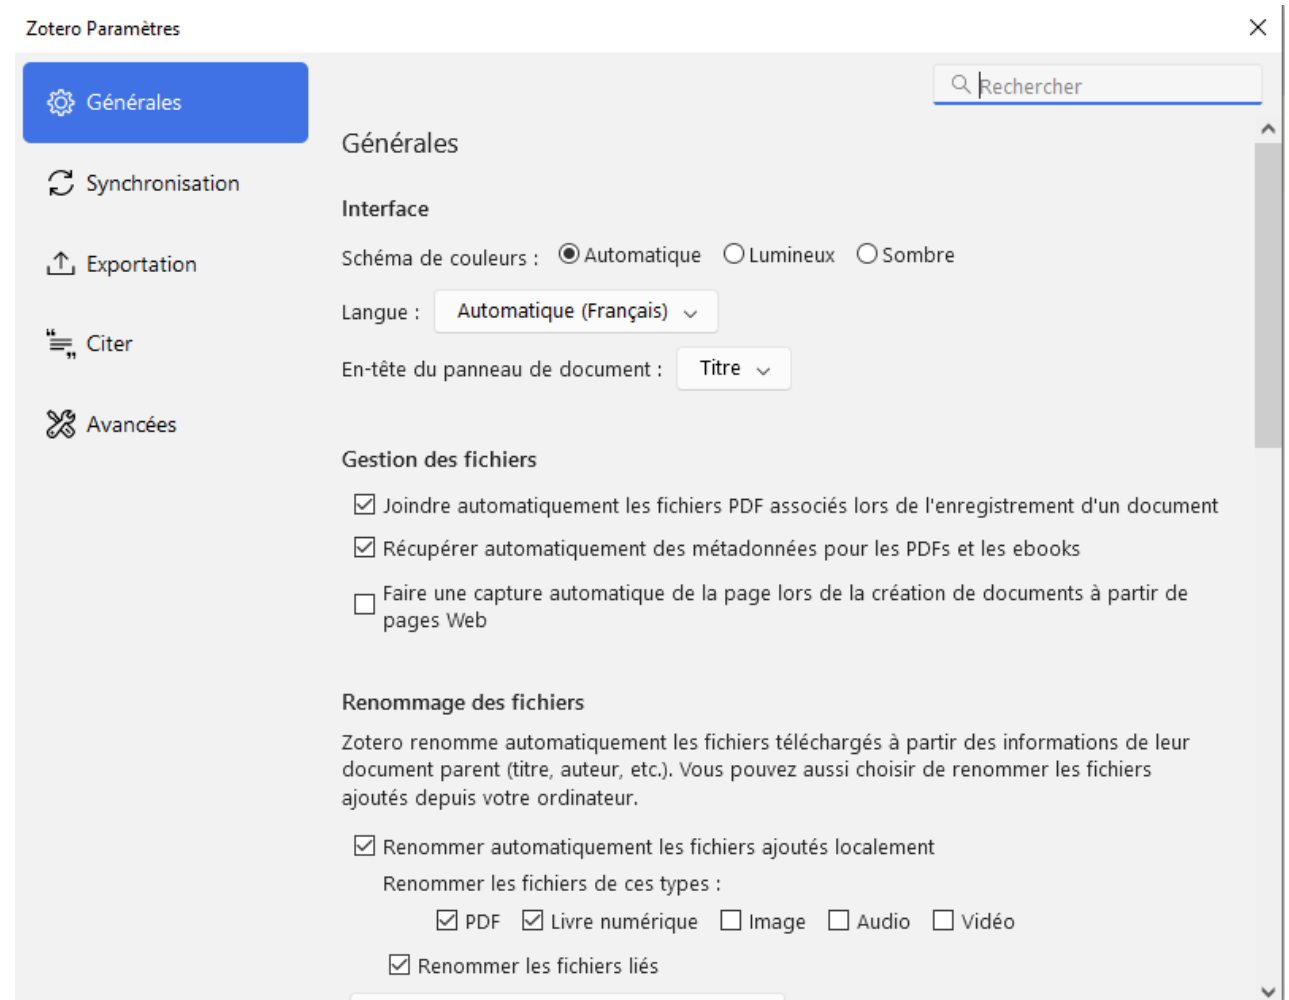 Zotero Paramètres
Générales
Rechercher
Synchronisation
Exportation
Citer
Avancées
Générales
Interface
Schéma de couleurs : Automatique Lumineux Sombre
Langue : Automatique (Français)
En-tête du panneau de document : Titre
Gestion des fichiers
Joindre automatiquement les fichiers PDF associés lors de l'enregistrement d'un document
Récupérer automatiquement des métadonnées pour les PDFs et les ebooks
Faire une capture automatique de la page lors de la création de documents à partir de
pages Web
Renommage des fichiers
Zotero renomme automatiquement les fichiers téléchargés à partir des informations de leur
document parent (titre, auteur, etc.). Vous pouvez aussi choisir de renommer les fichiers
ajoutés depuis votre ordinateur.
Renommer automatiquement les fichiers ajoutés localement
Renommer les fichiers de ces types :
PDF Livre numérique Image Audio Vidéo
Renommer les fichiers liés